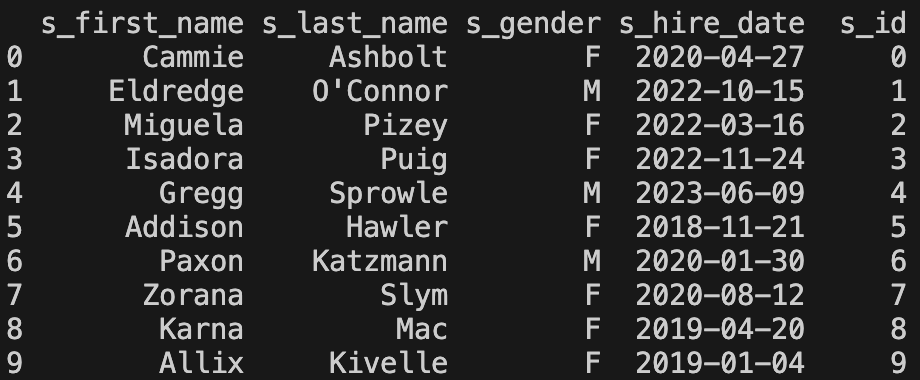 s_first_name s_last_name s_gender s_hire_date s_id
0 Cammie Ashbolt F 2020-04-27 0
1 Eldredge O'Connor M 2022-10-15 1
2 Miguela Pizey F 2022-03-16 2
3 Isadora Puig F 2022-11-24 3
4 Gregg Sprowle M 2023-06-09 4
5 Addison Hawler F 2018-11-21 5
6 Paxon Katzmann M 2020-01-30 6
7 Zorana Slym F 2020-08-12 7
8 Karna Mac F 2019-04-20 8
9 Allix Kivelle F 2019-01-04 9